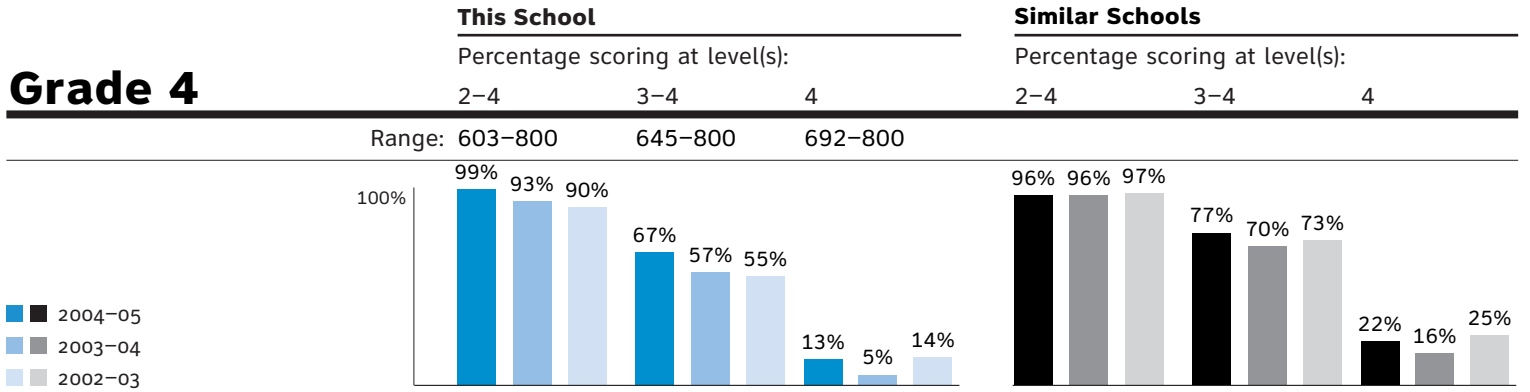 This School Similar Schools
Percentage scoring at level(s): Percentage scoring at level(s):
Grade 4 2–4 3–4 4 2–4 3–4 4
Range: 603–800 645–800 692–800
100%
99% 93% 90% 67% 57% 55% 13% 5% 14%
96% 96% 97% 77% 70% 73% 22% 16% 25%
2004–05
2003–04
2002–03